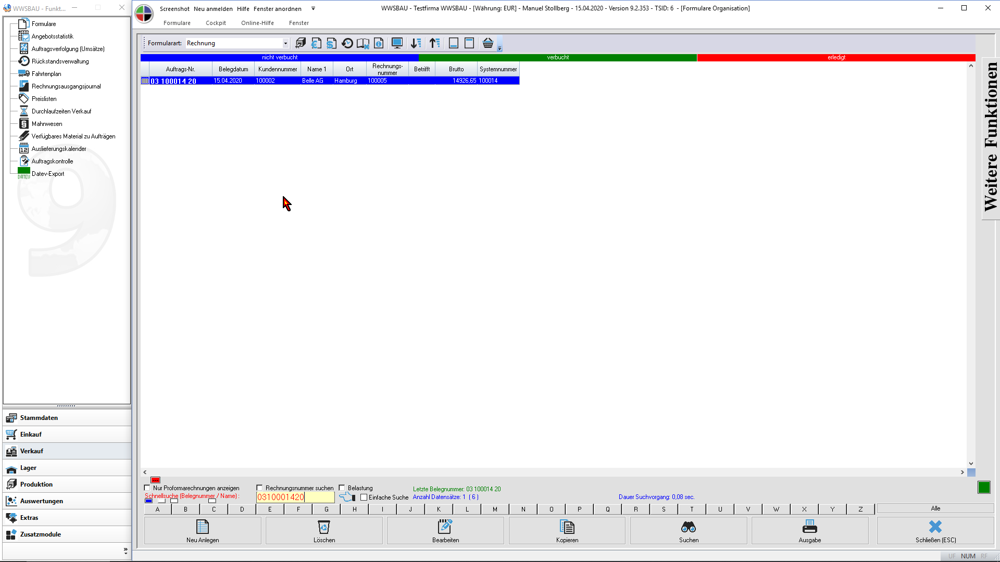 WWSBAU - Funkt...
Formulare
Angebotsstatistik
Auftragsverfolgung (Umsätze)
Rückstandsverwaltung
Fahrtenplan
Rechnungsausgangsjournal
Preislisten
Durchlaufzeiten Verkauf
Mahnwesen
Verfügbares Material zu Aufträgen
Auslieferungskalender
Auftragskontrolle
DATEV Datev-Export
Stammdaten
Einkauf
Verkauf
Lager
Produktion
Auswertungen
Extras
Zusatzmodule
Screenshot Neu anmelden Hilfe Fenster anordnen
WWSBAU - Testfirma WWSBAU - [Währung: EUR] - Manuel Stollberg - 15.04.2020 - Version 9.2.353 - TSID: 6 - [Formulare Organisation]
Formulare Cockpit Online-Hilfe Fenster
Formularart: Rechnung
nicht verbucht verbucht erledigt
Auftrags-Nr. Belegdatum Kundennummer Name 1 Ort Rechnungs-nummer Betrifft Brutto Systemnummer
03 100014 20 15.04.2020 100002 Belle AG Hamburg 100005 14926,65 100014
Weitere Funktionen
Nur Proformarechnungen anzeigen Rechnungsnummer suchen Belastung Letzte Belegnummer: 03 100014 20
Schnellsuche (Belegnummer / Name) : 0310001420 Einfache Suche Anzahl Datensätze: 1 ( 6 ) Dauer Suchvorgang: 0,08 sec.
A B C D E F G H I J K L M N O P Q R S T U V W X Y Z Alle
Neu Anlegen Löschen Bearbeiten Kopieren Suchen Ausgabe Schließen (ESC)
UF NUM RF